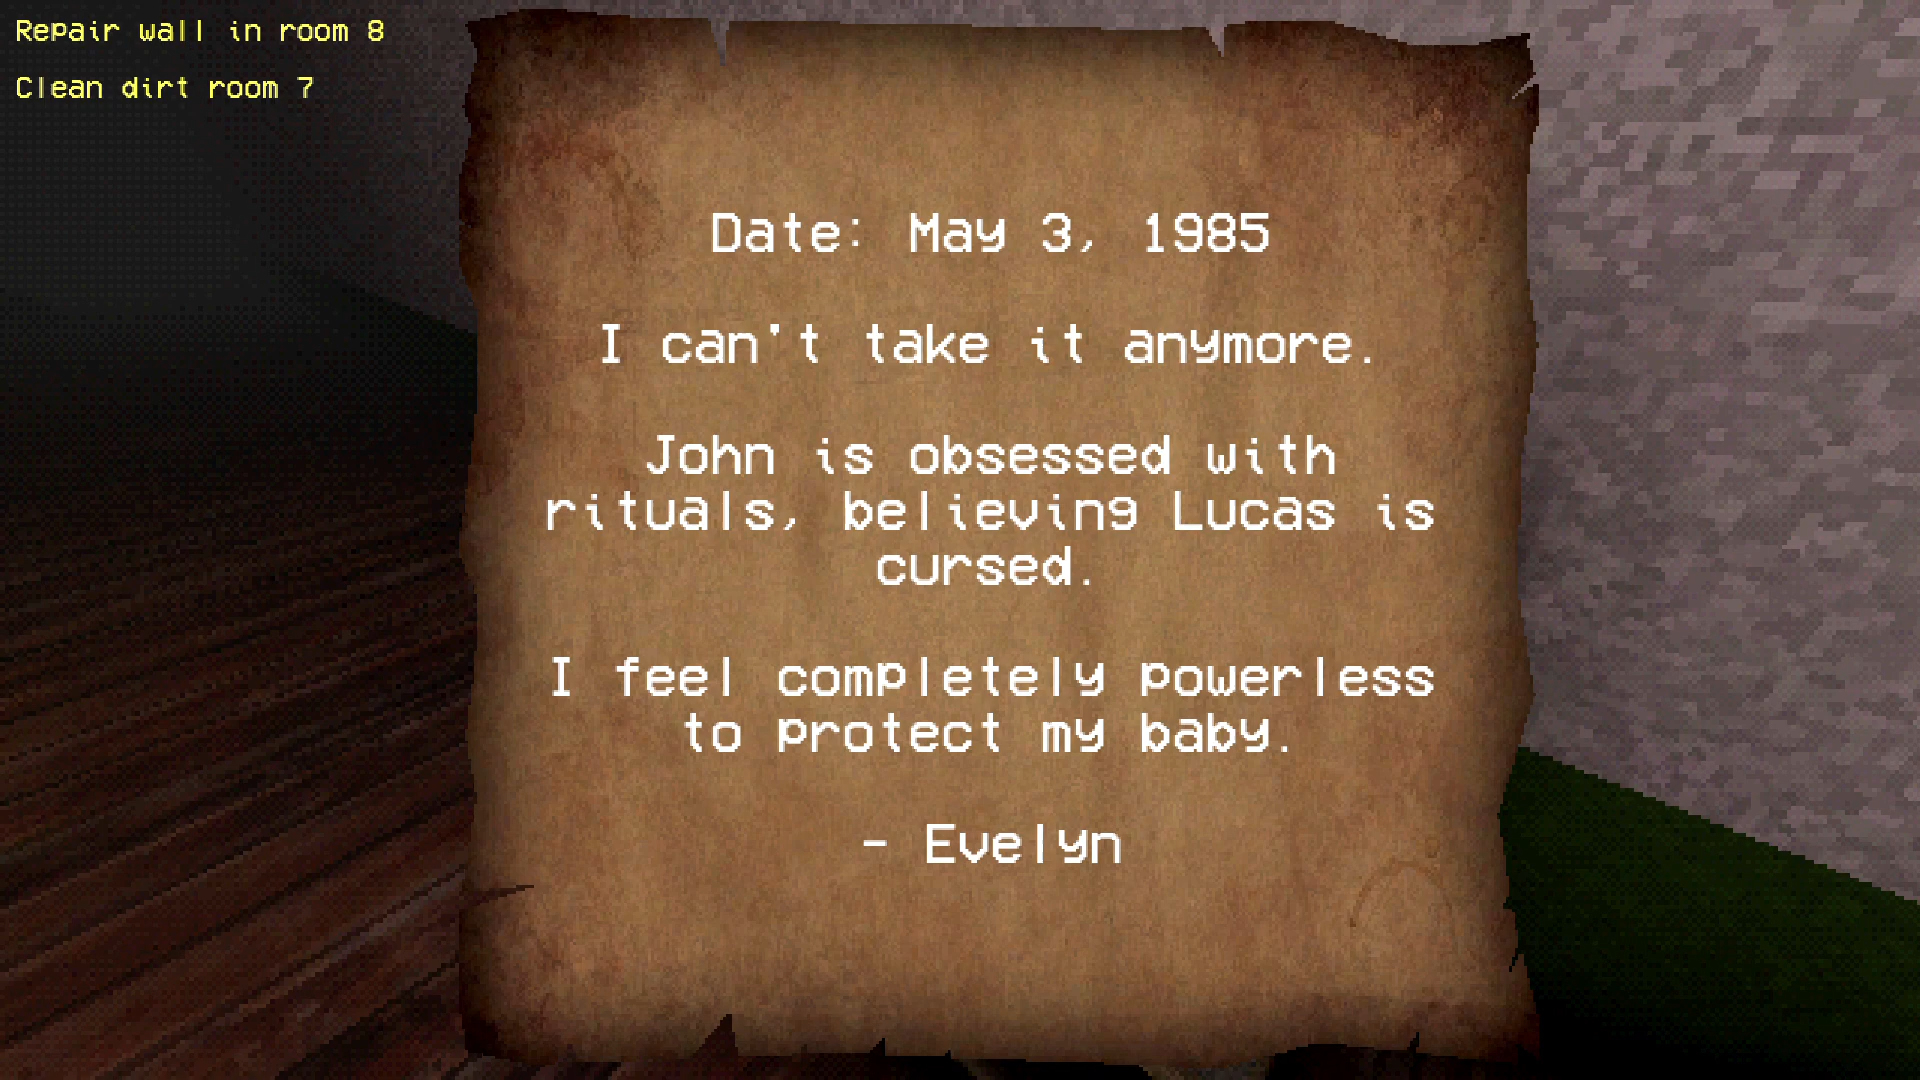 Repair wall in room 8
Clean dirt room 7
Date: May 3, 1985
I can't take it anymore.
John is obsessed with
rituals, believing Lucas is
cursed.
I feel completely powerless
to protect my baby.
- Evelyn